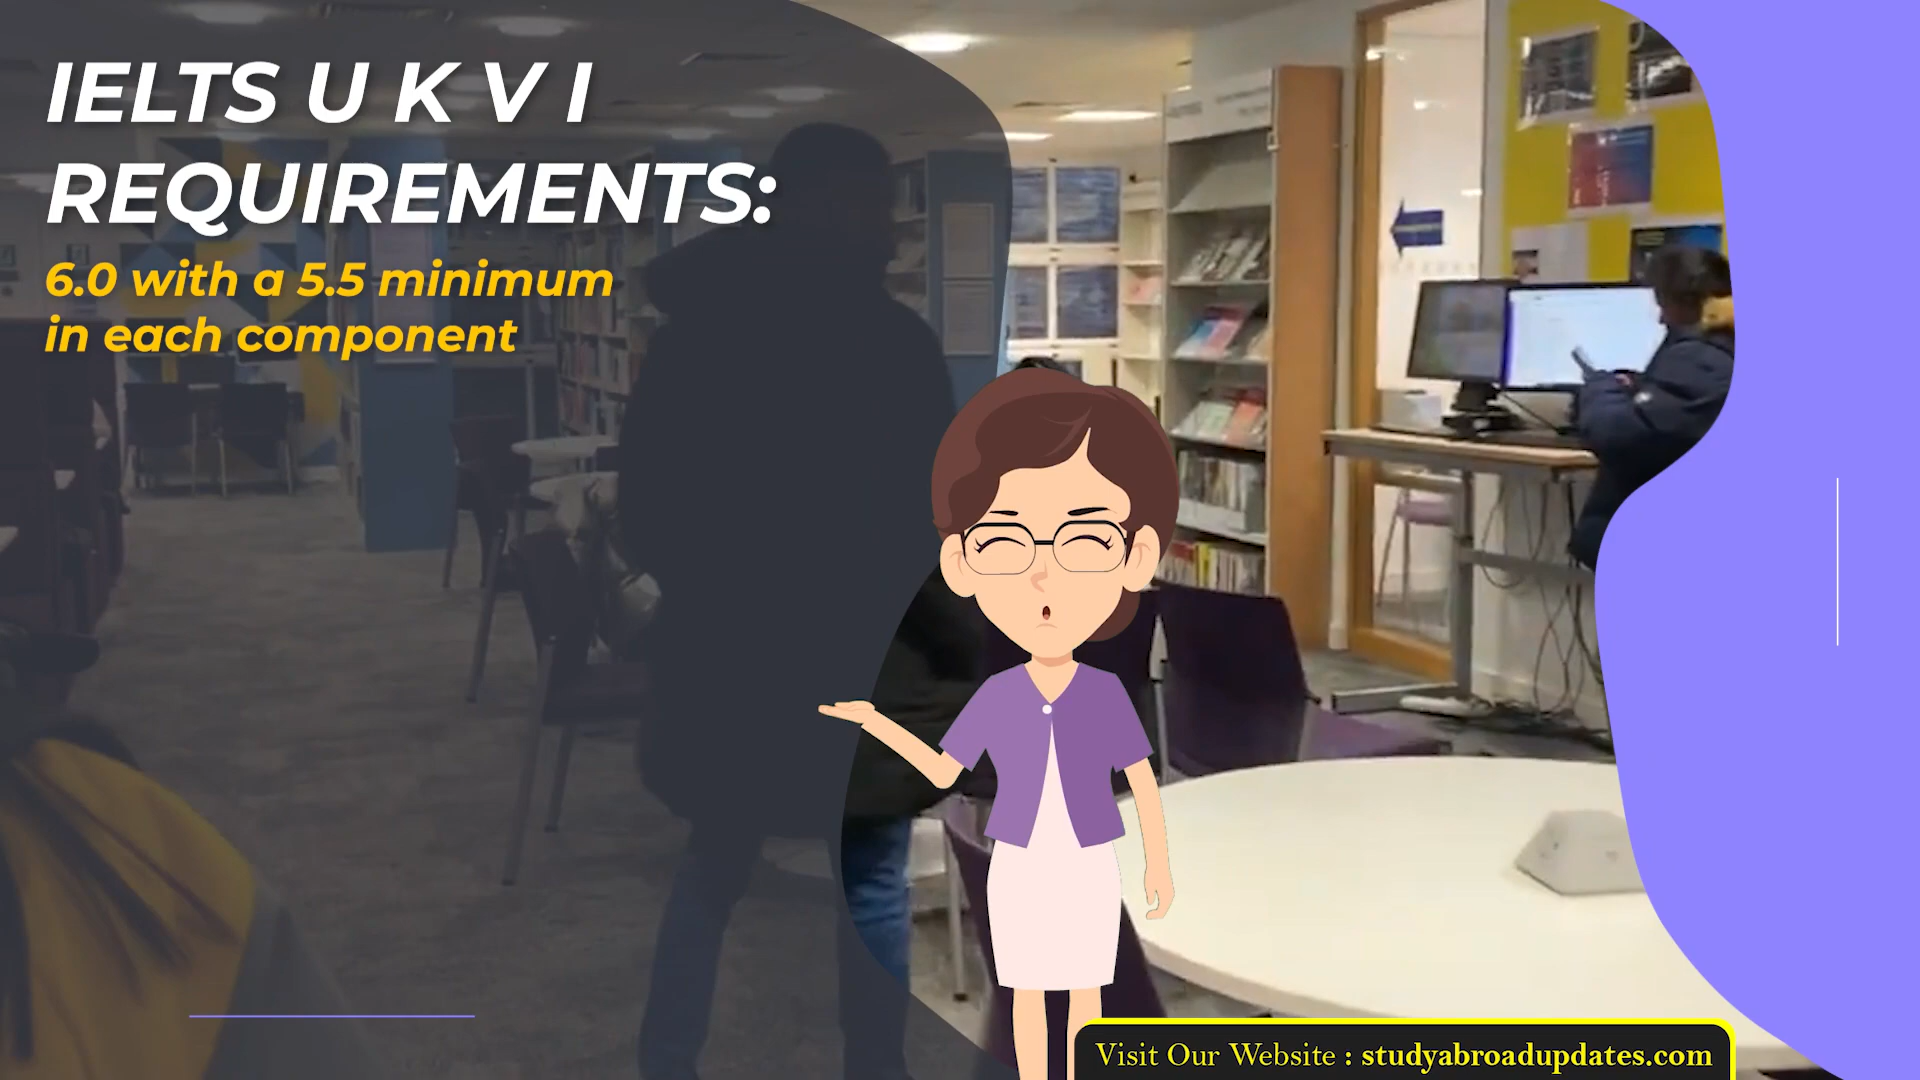 IELTS U K V I
REQUIREMENTS:
6.0 with a 5.5 minimum
in each component
Visit Our Website : studyabroadupdates.com